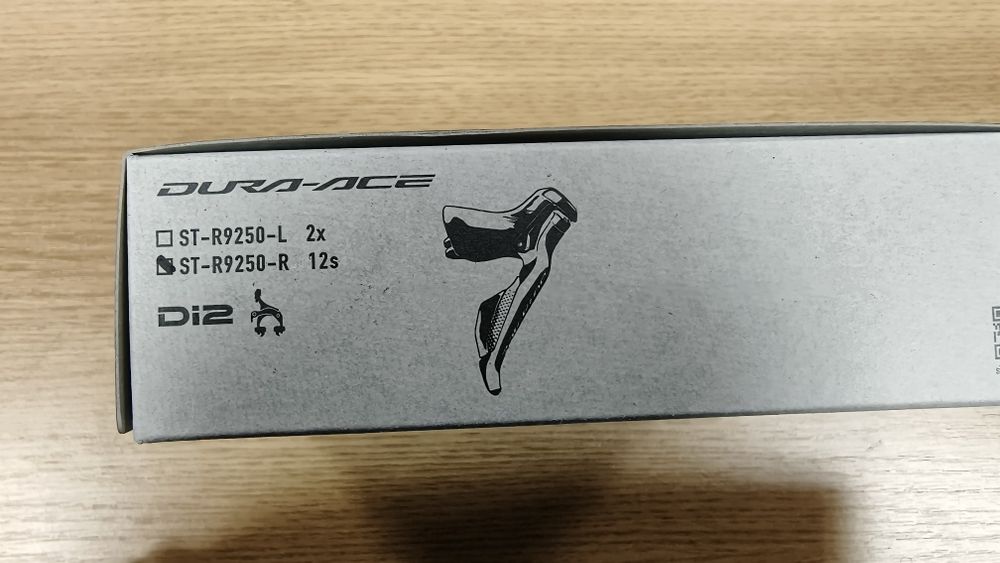 DURA-ACE
☐ ST-R9250-L 2x
☑ ST-R9250-R 12s
Di2